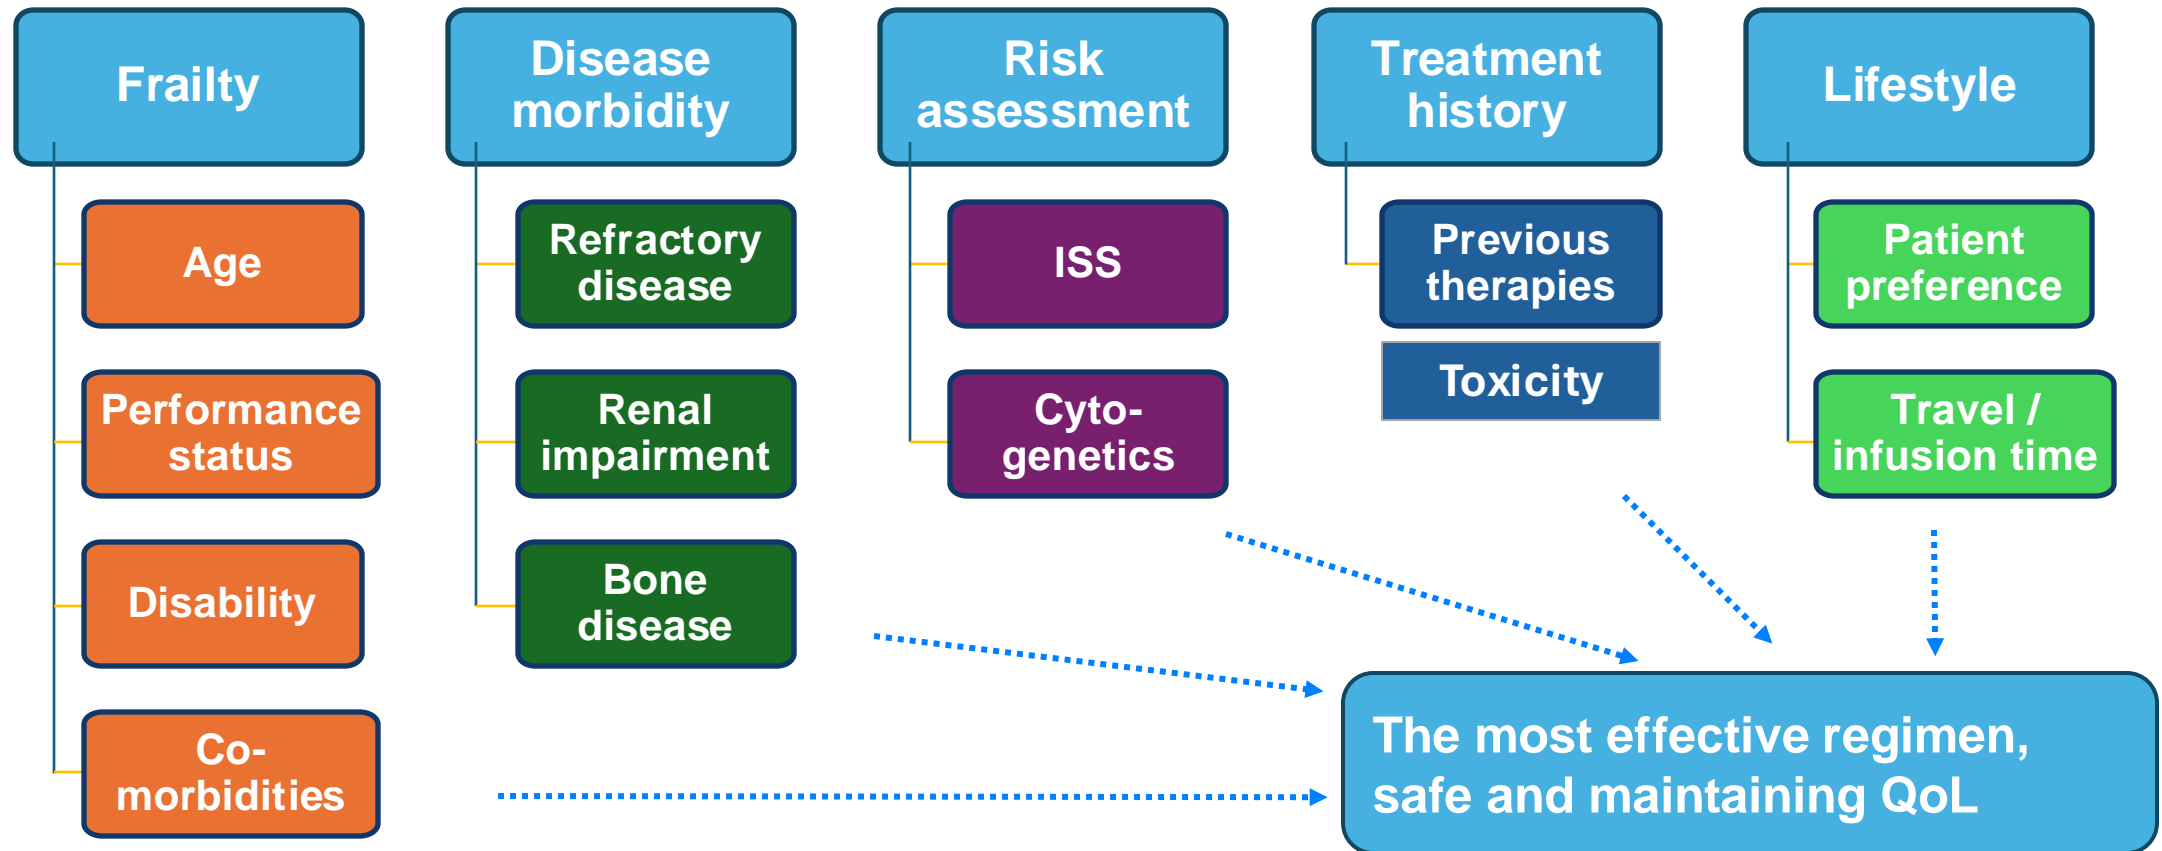 Frailty
Age
Performance
status
Disability
Co-
morbidities
Disease
morbidity
Refractory
disease
Renal
impairment
Bone
disease
Risk
assessment
ISS
Cyto-
genetics
Treatment
history
Previous
therapies
Toxicity
Lifestyle
Patient
preference
Travel /
infusion time
The most effective regimen,
safe and maintaining QoL